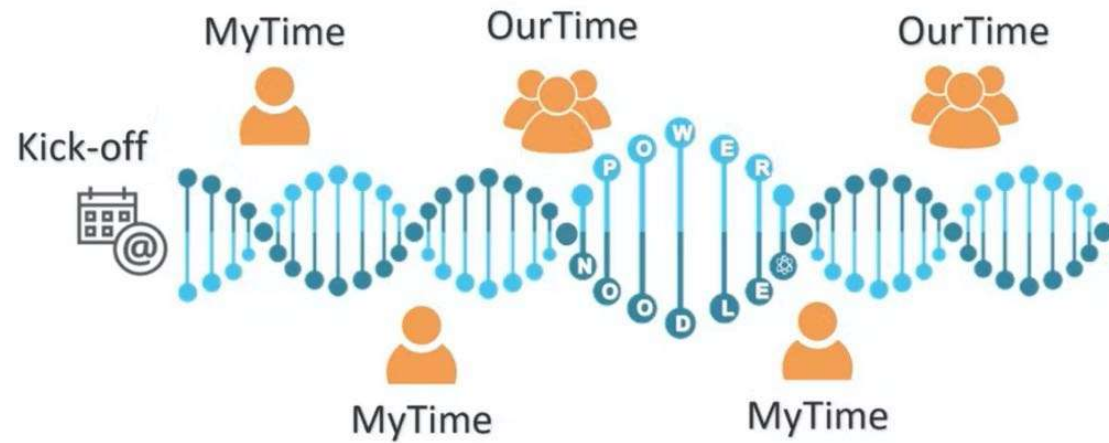 MyTime
OurTime
OurTime
Kick-off
@
POWER
NOODLE
MyTime
MyTime